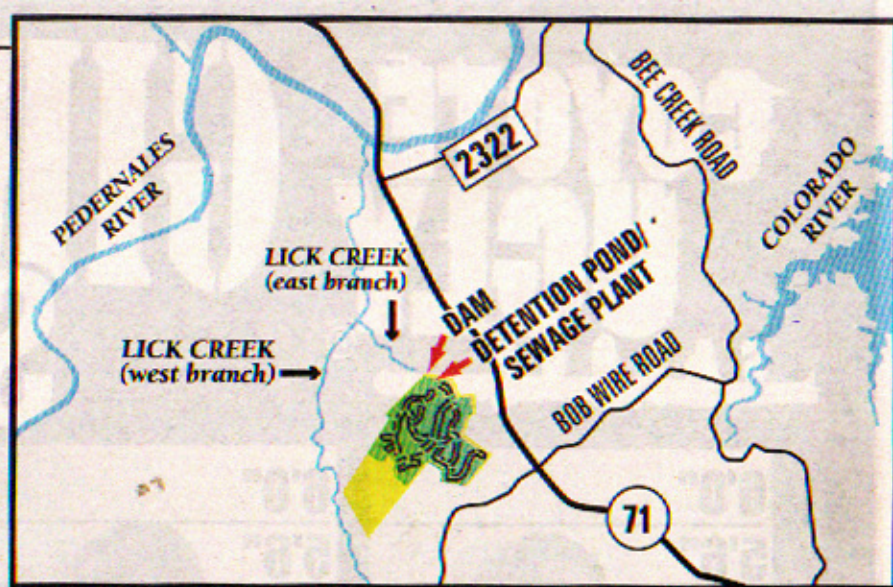 PEDERNALES
RIVER
2322
BEE CREEK ROAD
COLORADO
RIVER
LICK CREEK
(east branch)
DAM
DETENTION POND/
SEWAGE PLANT
LICK CREEK
(west branch)
BOB WIRE ROAD
71